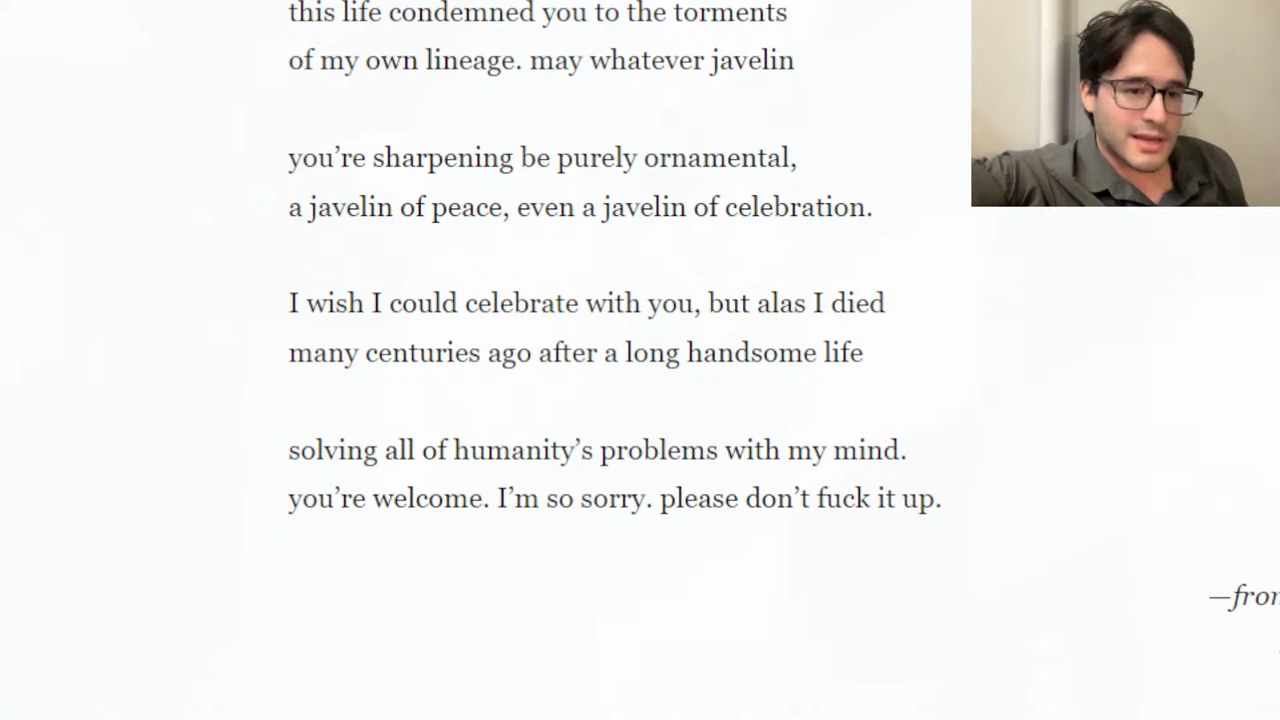 this life condemned you to the torments
of my own lineage. may whatever javelin
you’re sharpening be purely ornamental,
a javelin of peace, even a javelin of celebration.
I wish I could celebrate with you, but alas I died
many centuries ago after a long handsome life
solving all of humanity’s problems with my mind.
you’re welcome. I’m so sorry. please don’t fuck it up.